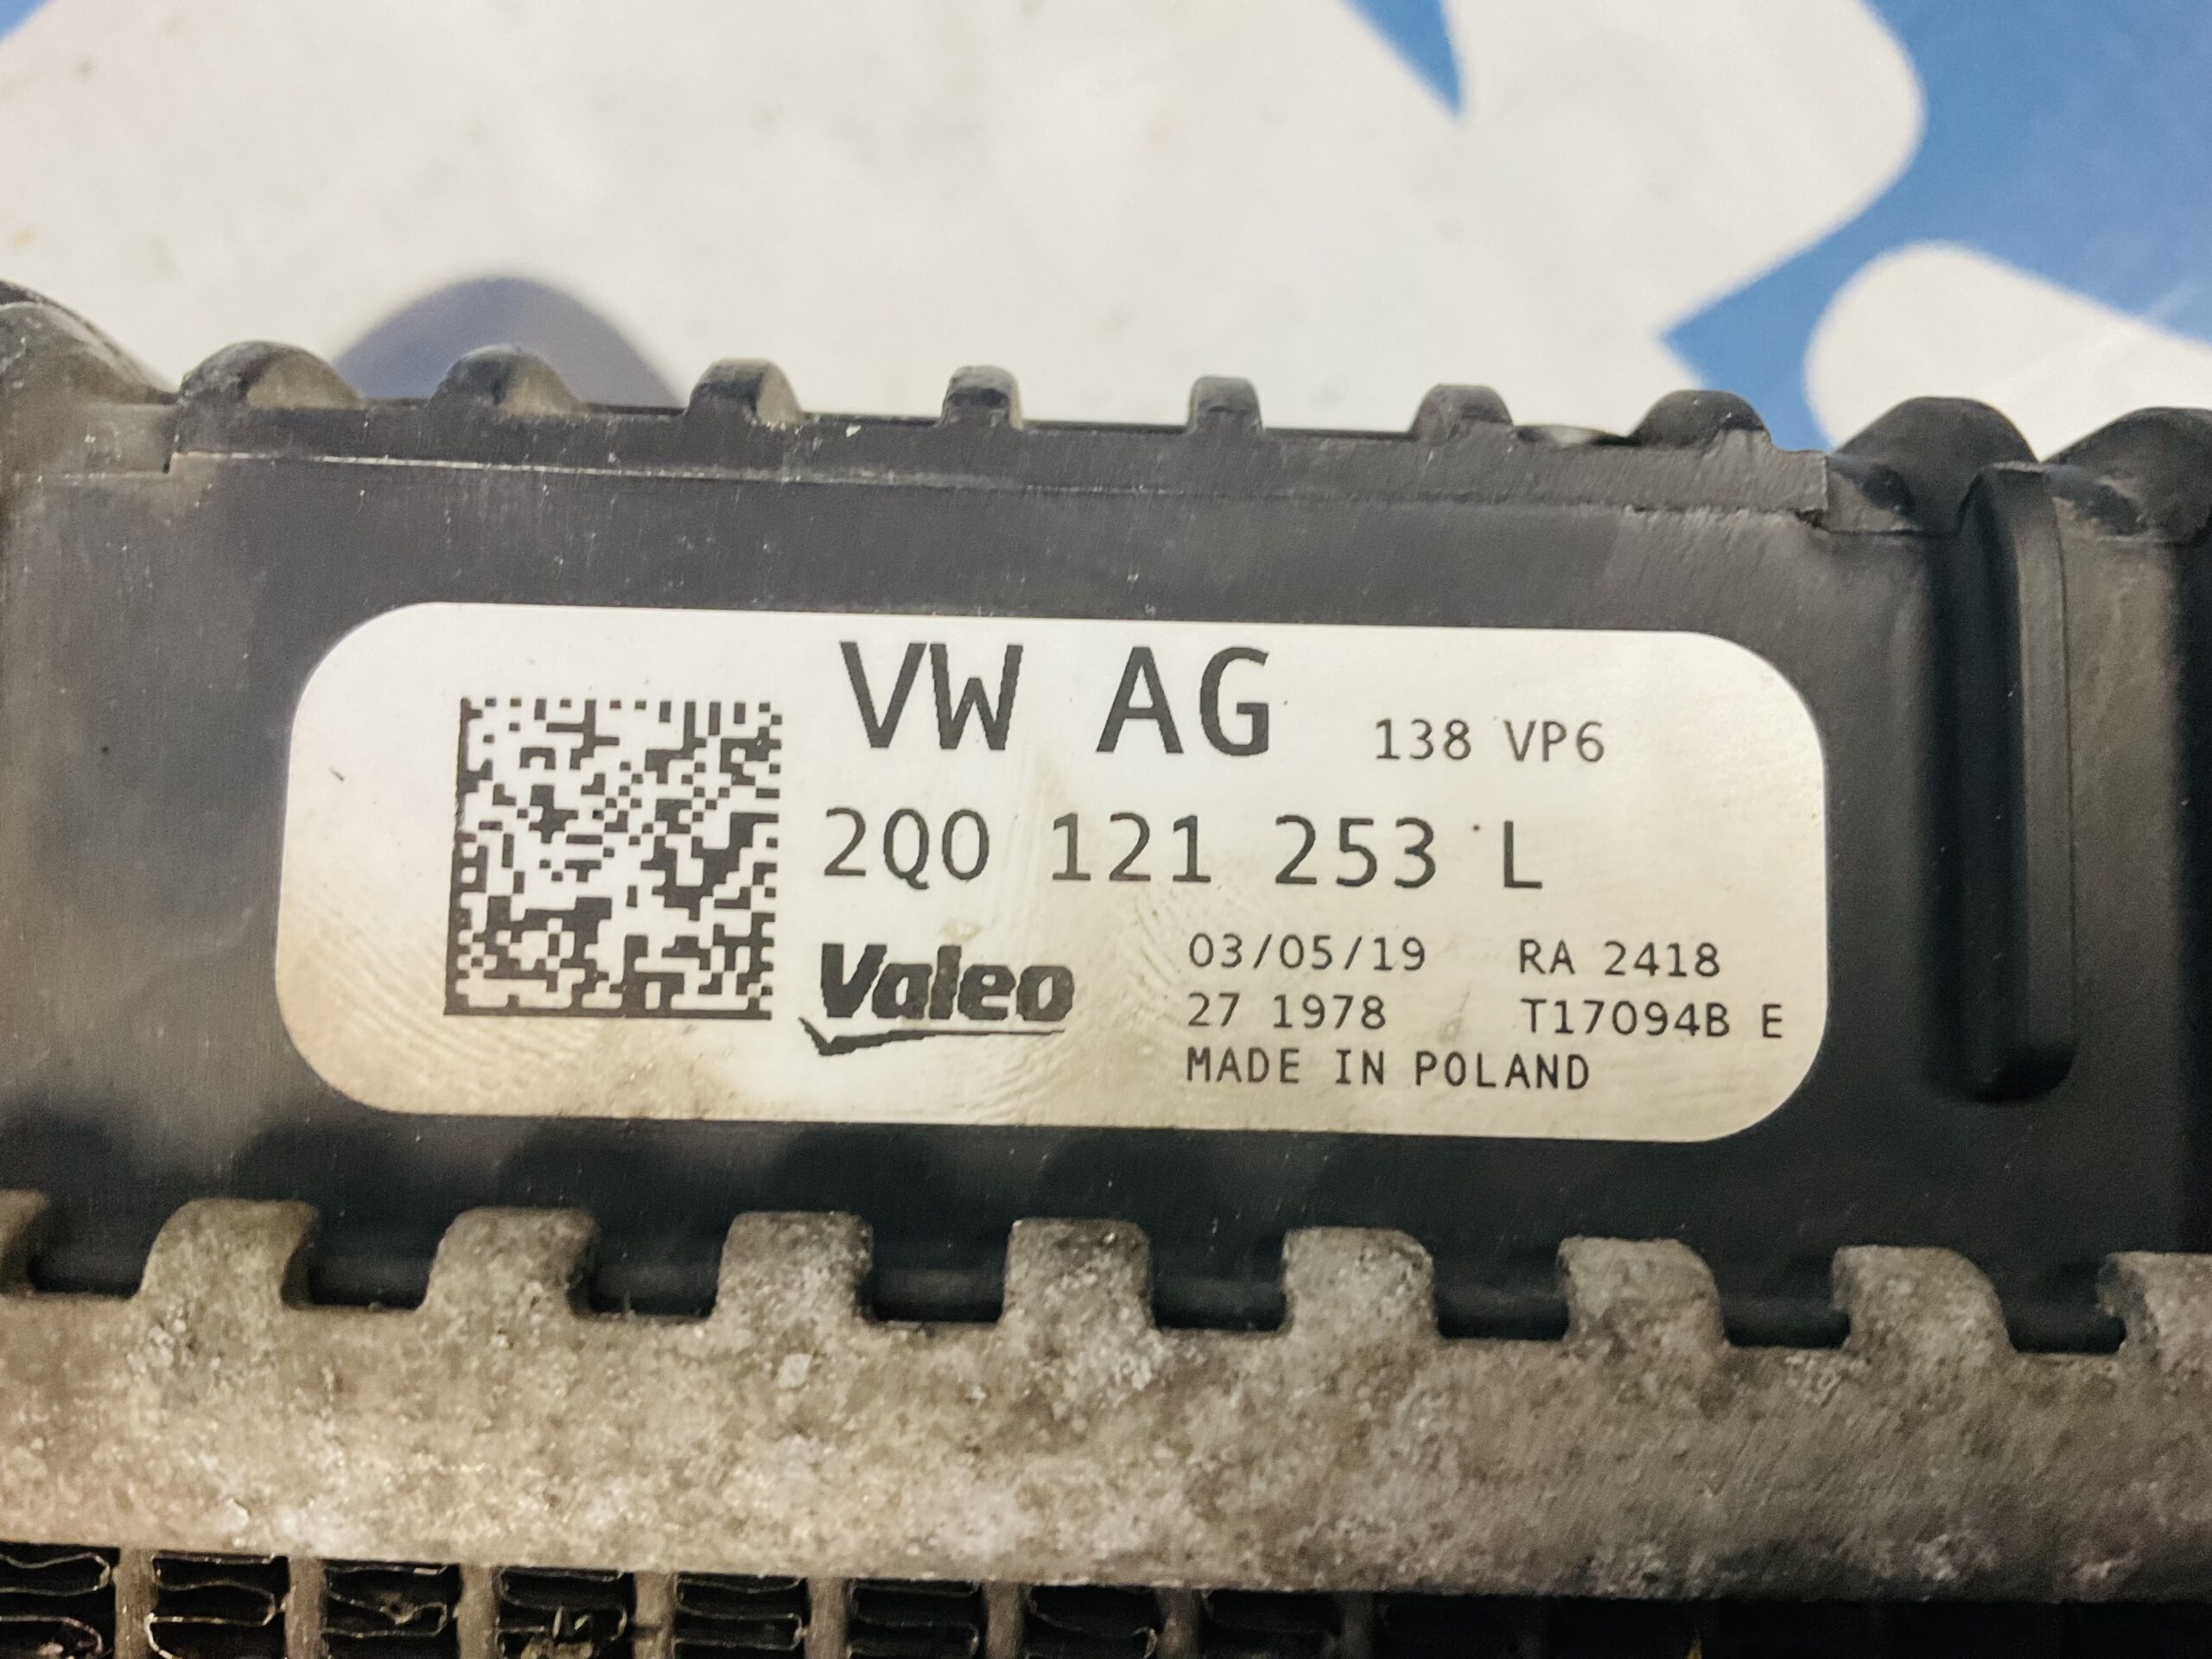 VW AG 138 VP6
2Q0 121 253 L
Valeo
03/05/19 RA 2418
27 1978 T17094B E
MADE IN POLAND